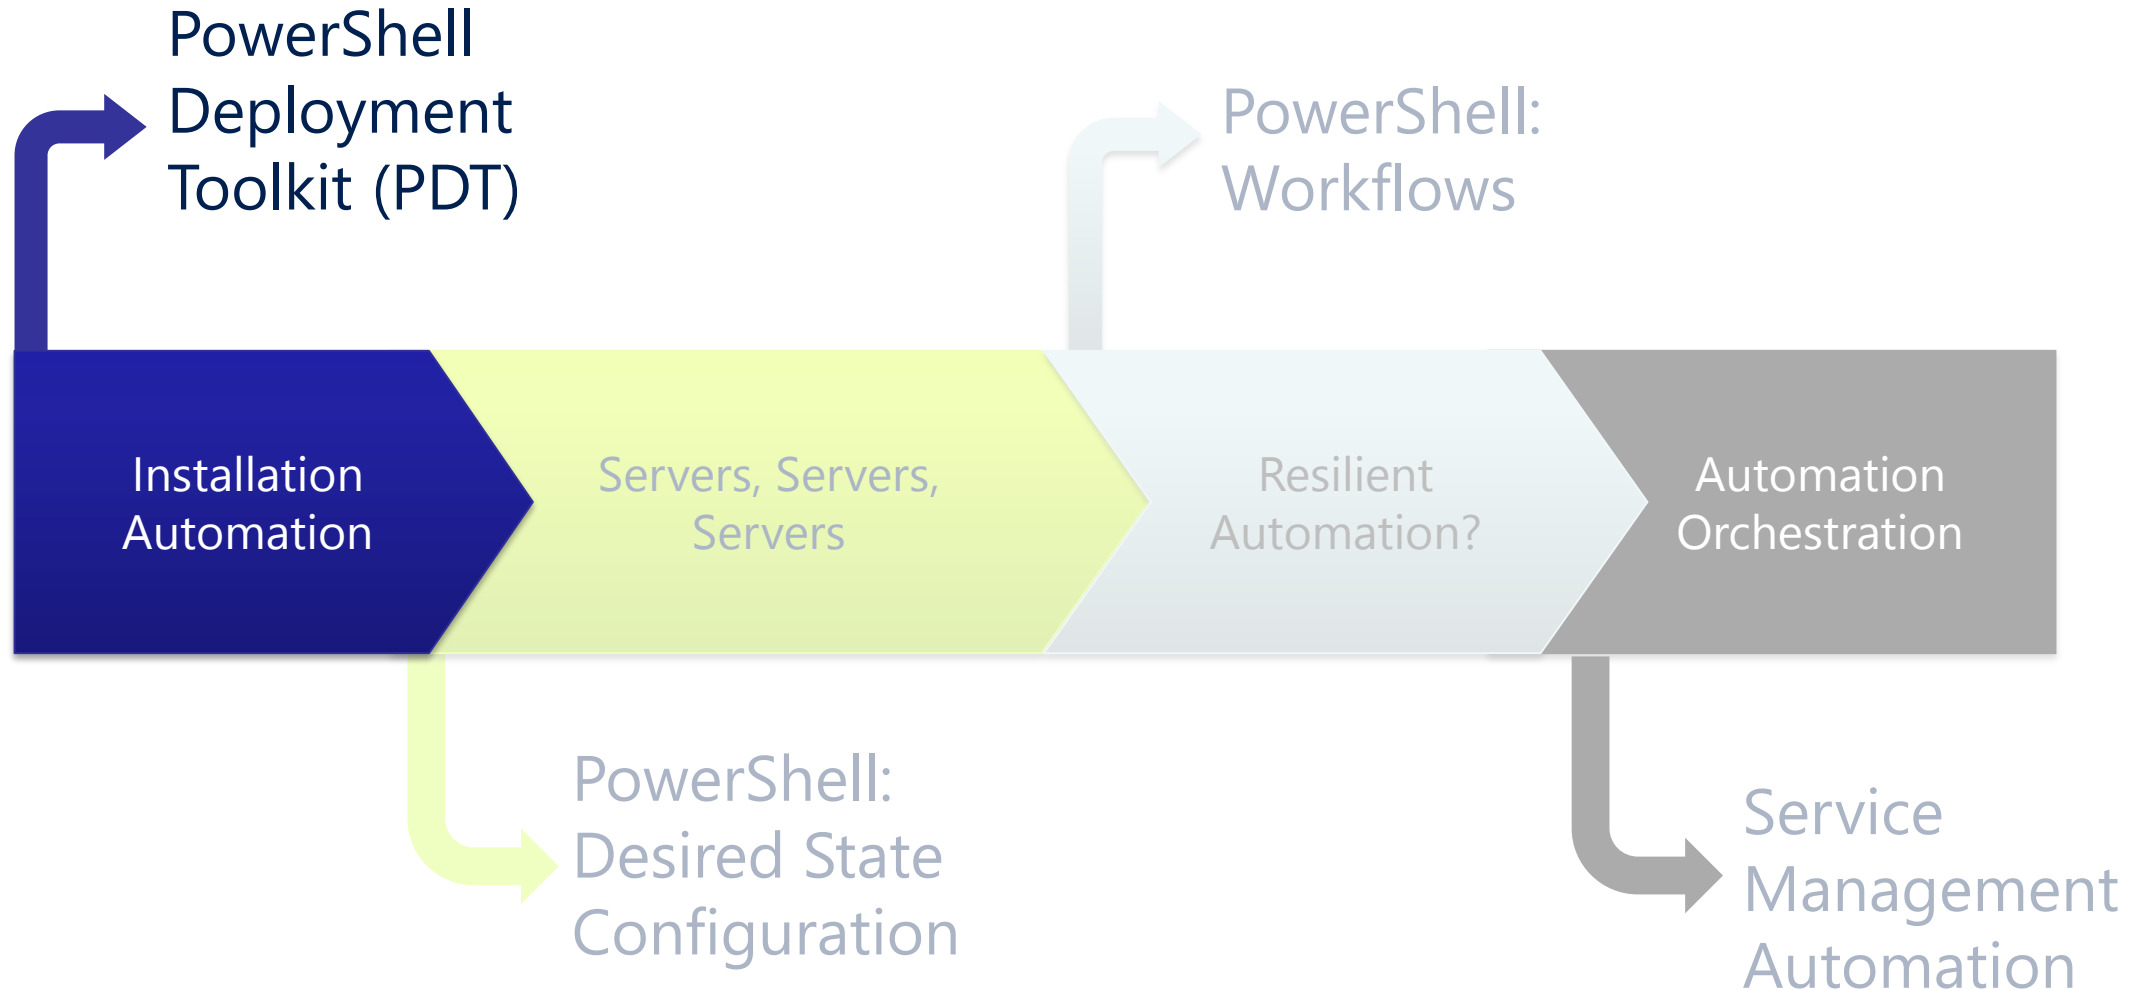 PowerShell
Deployment
Toolkit (PDT)
PowerShell:
Workflows
Installation
Automation
Servers, Servers,
Servers
Resilient
Automation?
Automation
Orchestration
PowerShell:
Desired State
Configuration
Service
Management
Automation